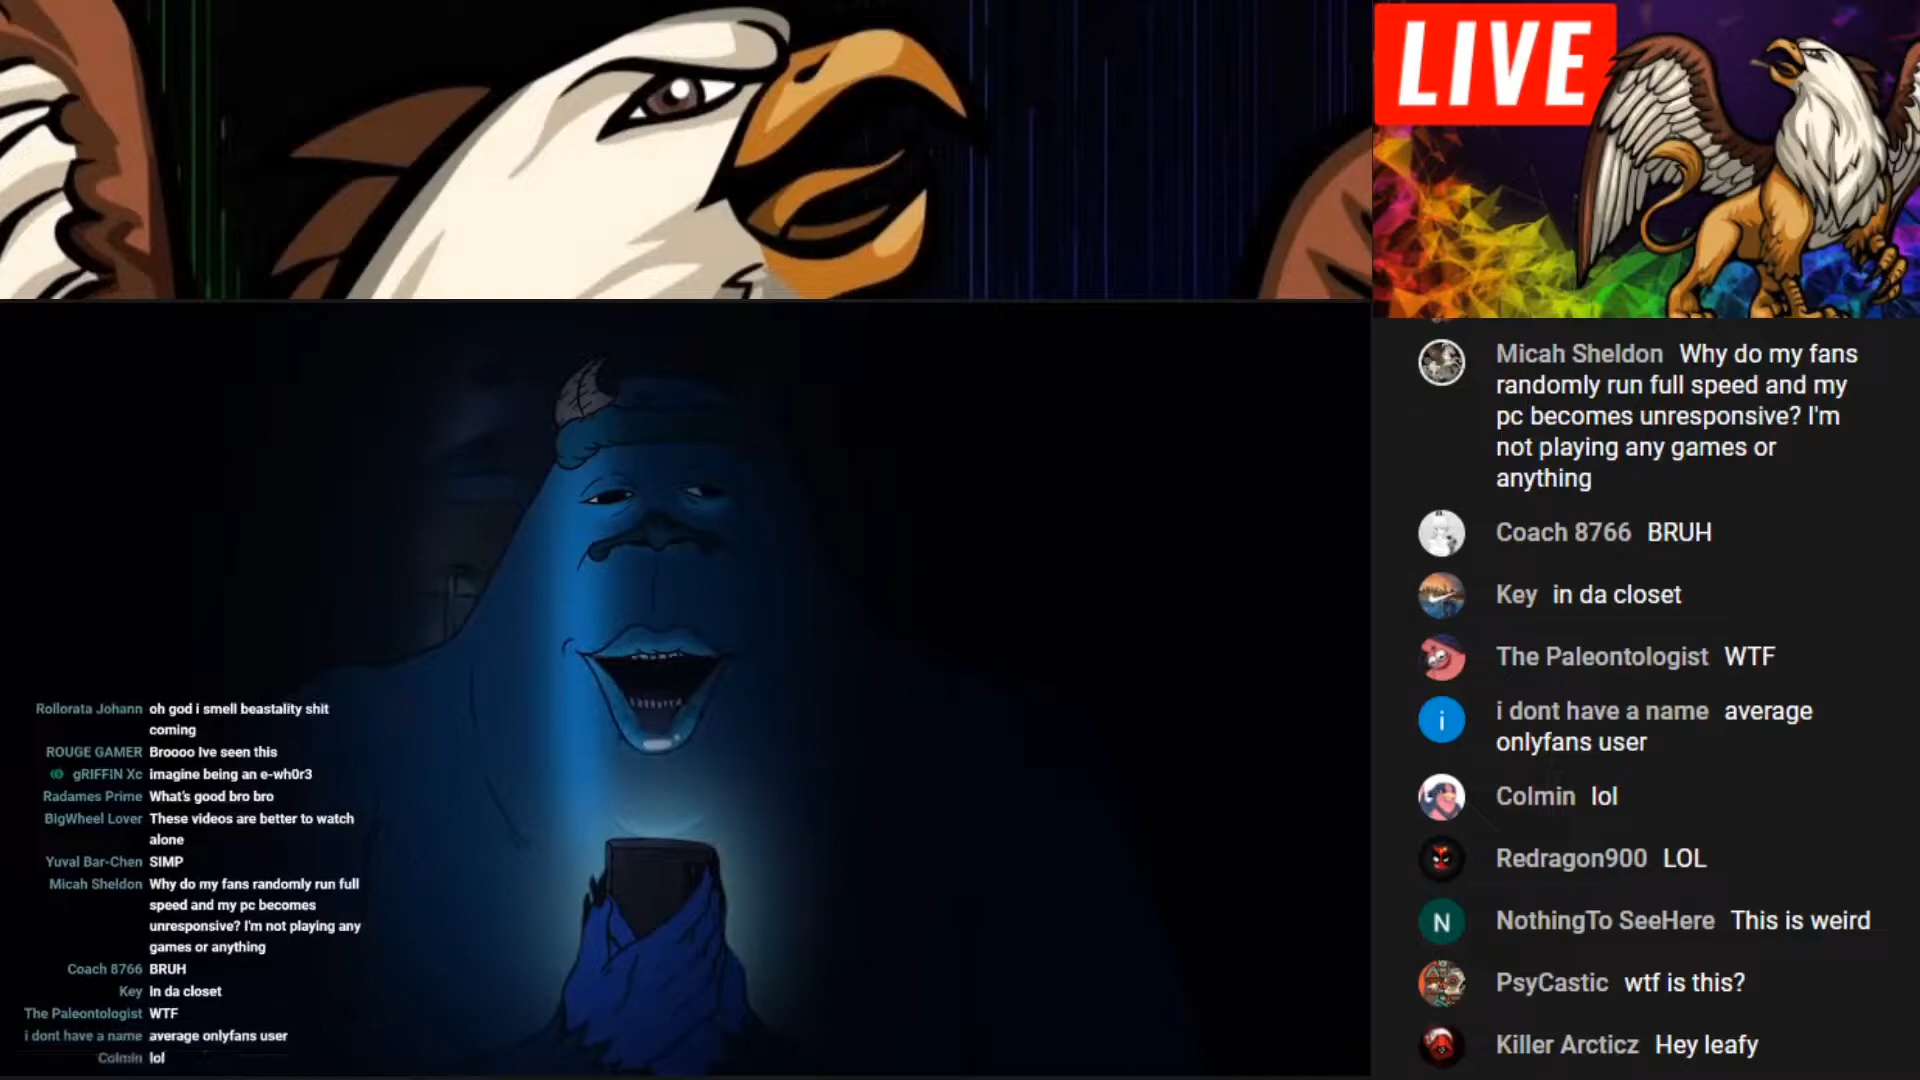 LIVE
Micah Sheldon Why do my fans
randomly run full speed and my
pc becomes unresponsive? I'm
not playing any games or
anything
Coach 8766 BRUH
Key in da closet
The Paleontologist WTF
i
i dont have a name average
onlyfans user
Colmin lol
Redragon900 LOL
N
NothingTo SeeHere This is weird
PsyCastic wtf is this?
Killer Arcticz Hey leafy
Rollorata Johann oh god i smell beastality shit
coming
ROUGE GAMER Broooo Ive seen this
gRIFFIN Xc imagine being an e-wh0r3
Radames Prime What's good bro bro
BigWheel Lover These videos are better to watch
alone
Yuval Bar-Chen SIMP
Micah Sheldon Why do my fans randomly run full
speed and my pc becomes
unresponsive? I'm not playing any
games or anything
Coach 8766 BRUH
Key in da closet
The Paleontologist WTF
i dont have a name average onlyfans user
Colmin lol